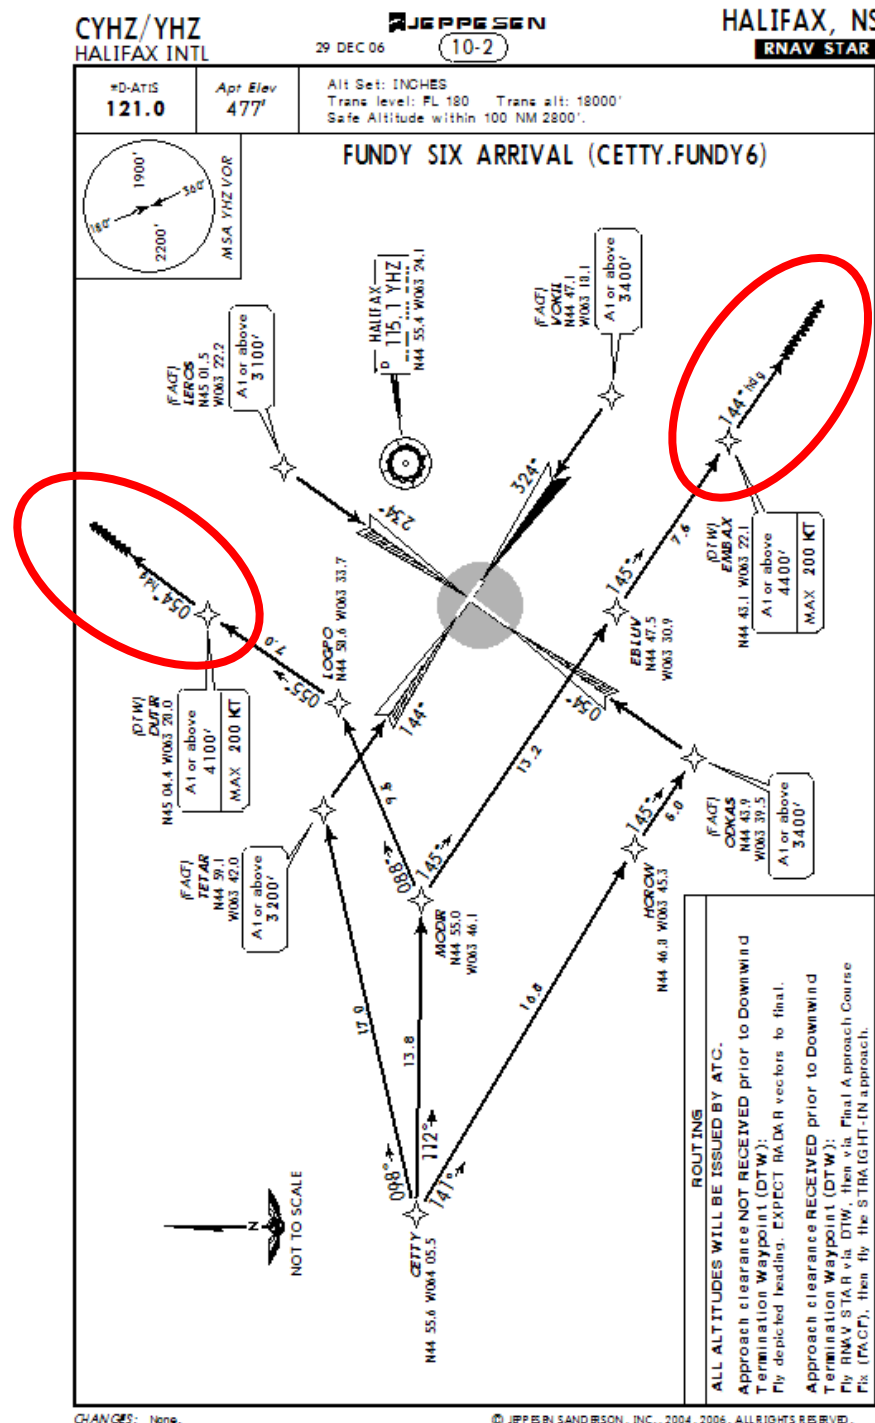 CYHZ/YHZ
HALIFAX INTL
JEPPESEN
29 DEC 06
10-2
HALIFAX, NS
RNAV STAR
*D-ATIS
121.0
Apt Elev
477'
Alt Set: INCHES
Trans level: FL 180 Trans alt: 18000'
Safe Altitude within 100 NM 2800'.
FUNDY SIX ARRIVAL (CETTY.FUNDY6)
1900'
360°
180°
2200'
MSA YHZ VOR
(FACF)
LEROS
N45 01.5
W063 22.2
At or above
3100'
HALIFAX
D 115.1 YHZ
N44 55.4 W063 24.1
(FACF)
VOKUL
N44 47.1
W063 18.1
At or above
3400'
144° hdg
(DTW)
EMBAX
N44 43.1 W063 22.1
At or above
4400'
MAX 200 KT
7.6
145°
EBLUV
N44 47.5
W063 30.9
324°
234°
054° hdg
(DTW)
DUTIR
N45 04.4 W063 28.0
At or above
4100'
MAX 200 KT
7.0
055°
LOGPO
N44 58.6 W063 33.7
144°
054°
13.2
9.5
(FACF)
TETAR
N44 59.1
W063 42.0
At or above
3200'
088°
145°
MODIR
N44 55.0
W063 46.1
145°
6.0
HOROW
N44 46.8 W063 45.3
(FACF)
ODKAS
N44 43.9
W063 39.5
At or above
3400'
17.9
13.8
16.8
098°
112°
141°
CETTY
N44 55.6 W064 05.5
N
NOT TO SCALE
ROUTING
ALL ALTITUDES WILL BE ISSUED BY ATC.
Approach clearance NOT RECEIVED prior to Downwind
Termination Waypoint (DTW):
Fly depicted heading. EXPECT RADAR vectors to final.
Approach clearance RECEIVED prior to Downwind
Termination Waypoint (DTW):
Fly RNAV STAR via DTW, then via Final Approach Course
Fix (FACF), then fly the STRAIGHT-IN approach.
CHANGES: None.
© JEPPESEN SANDERSON, INC., 2004, 2006. ALL RIGHTS RESERVED.